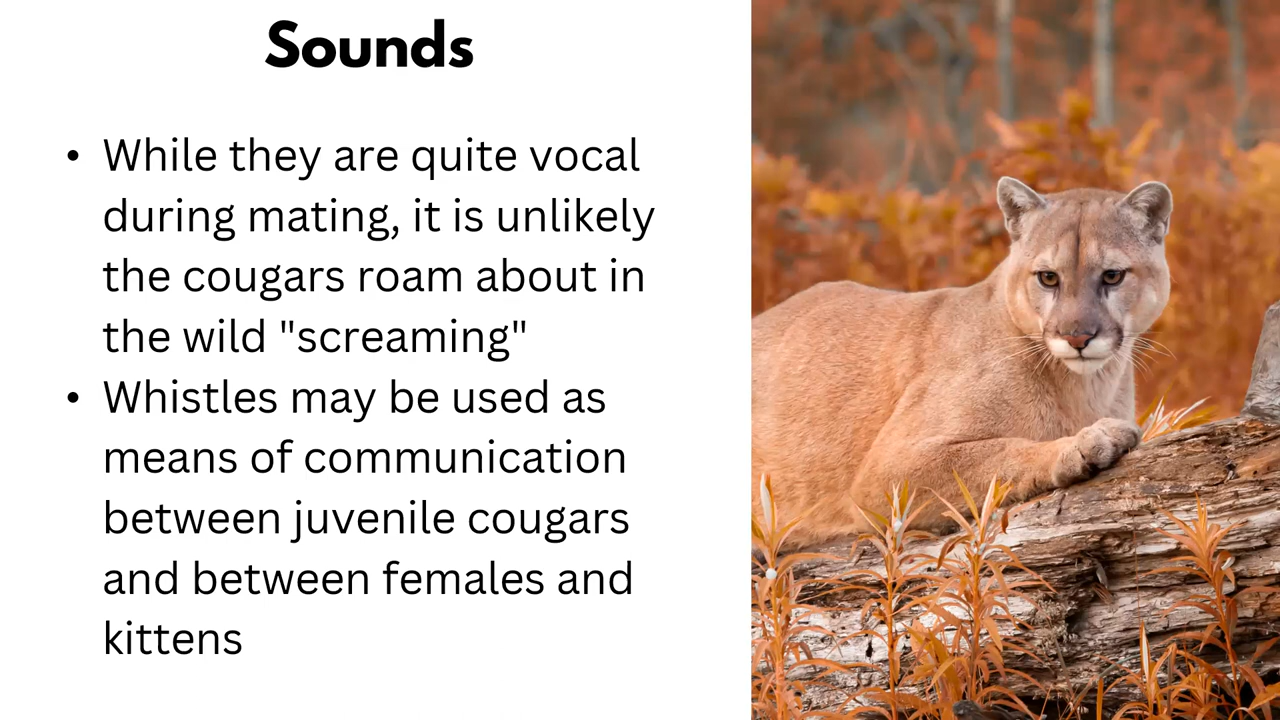 Sounds
• While they are quite vocal
during mating, it is unlikely
the cougars roam about in
the wild "screaming"
• Whistles may be used as
means of communication
between juvenile cougars
and between females and
kittens